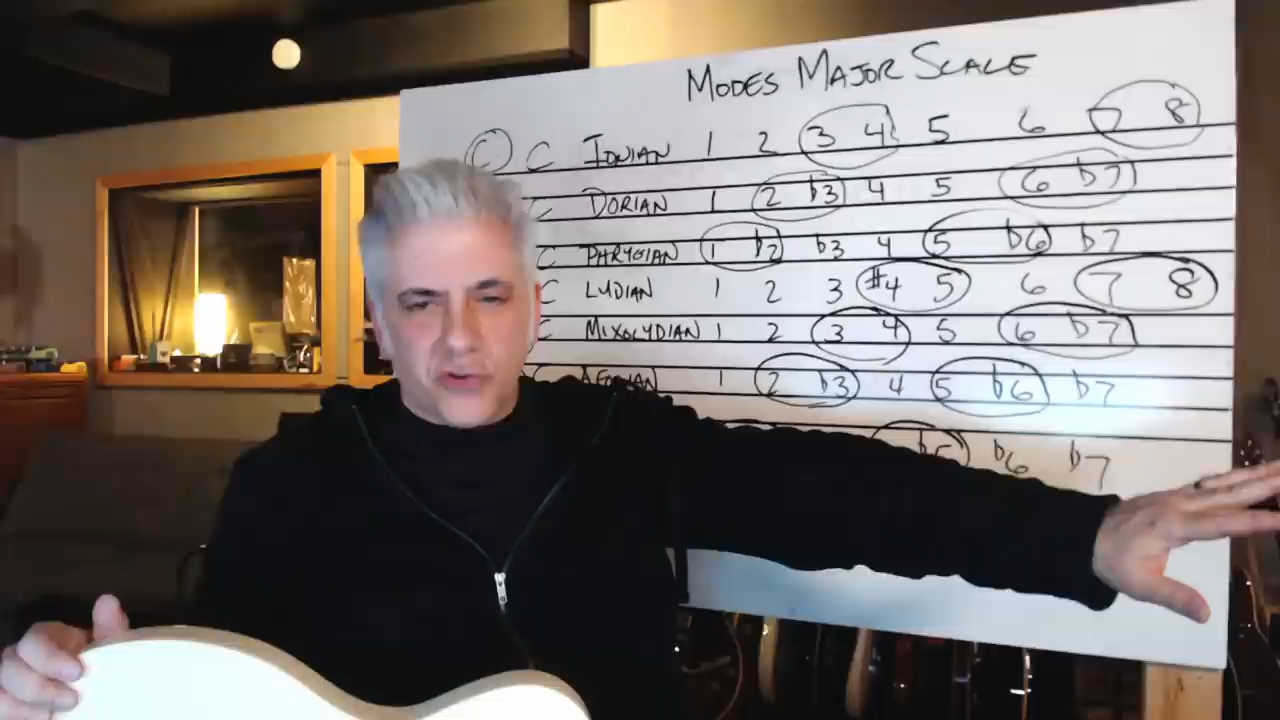 MODES MAJOR SCALE
C C IONIAN 1 2 3 4 5 6 7 8
C DORIAN 1 2 b3 4 5 6 b7
C PHRYGIAN 1 b2 b3 4 5 b6 b7
C LYDIAN 1 2 3 #4 5 6 7 8
MIXOLYDIAN 1 2 3 4 5 6 b7
C AEOLIAN 1 2 b3 4 5 b6 b7
b5 b6 b7